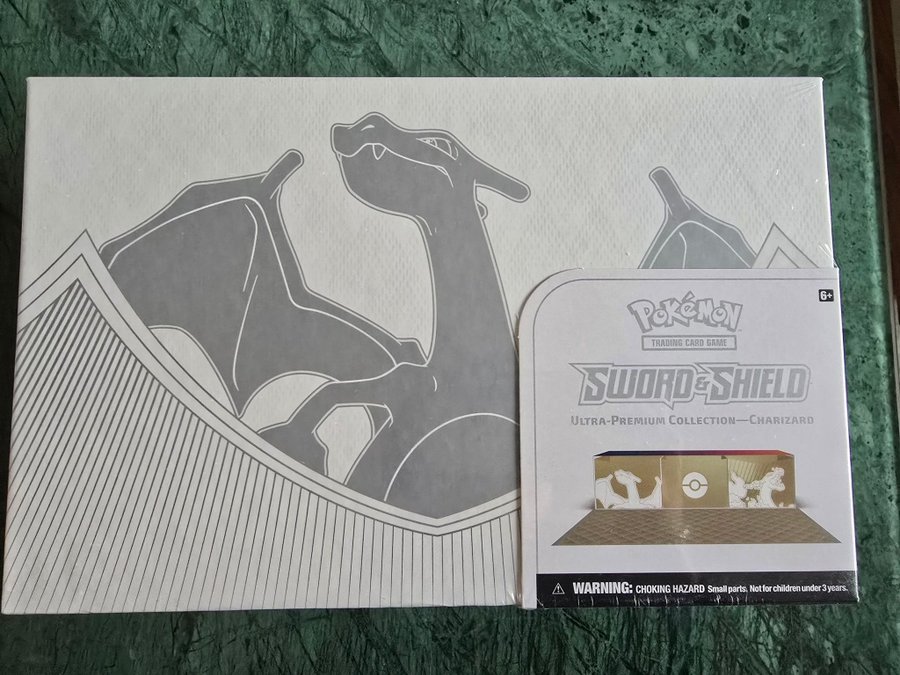 6+
POKéMON
TRADING CARD GAME
SWORD & SHIELD
ULTRA-PREMIUM COLLECTION—CHARIZARD
WARNING: CHOKING HAZARD Small parts. Not for children under 3 years.